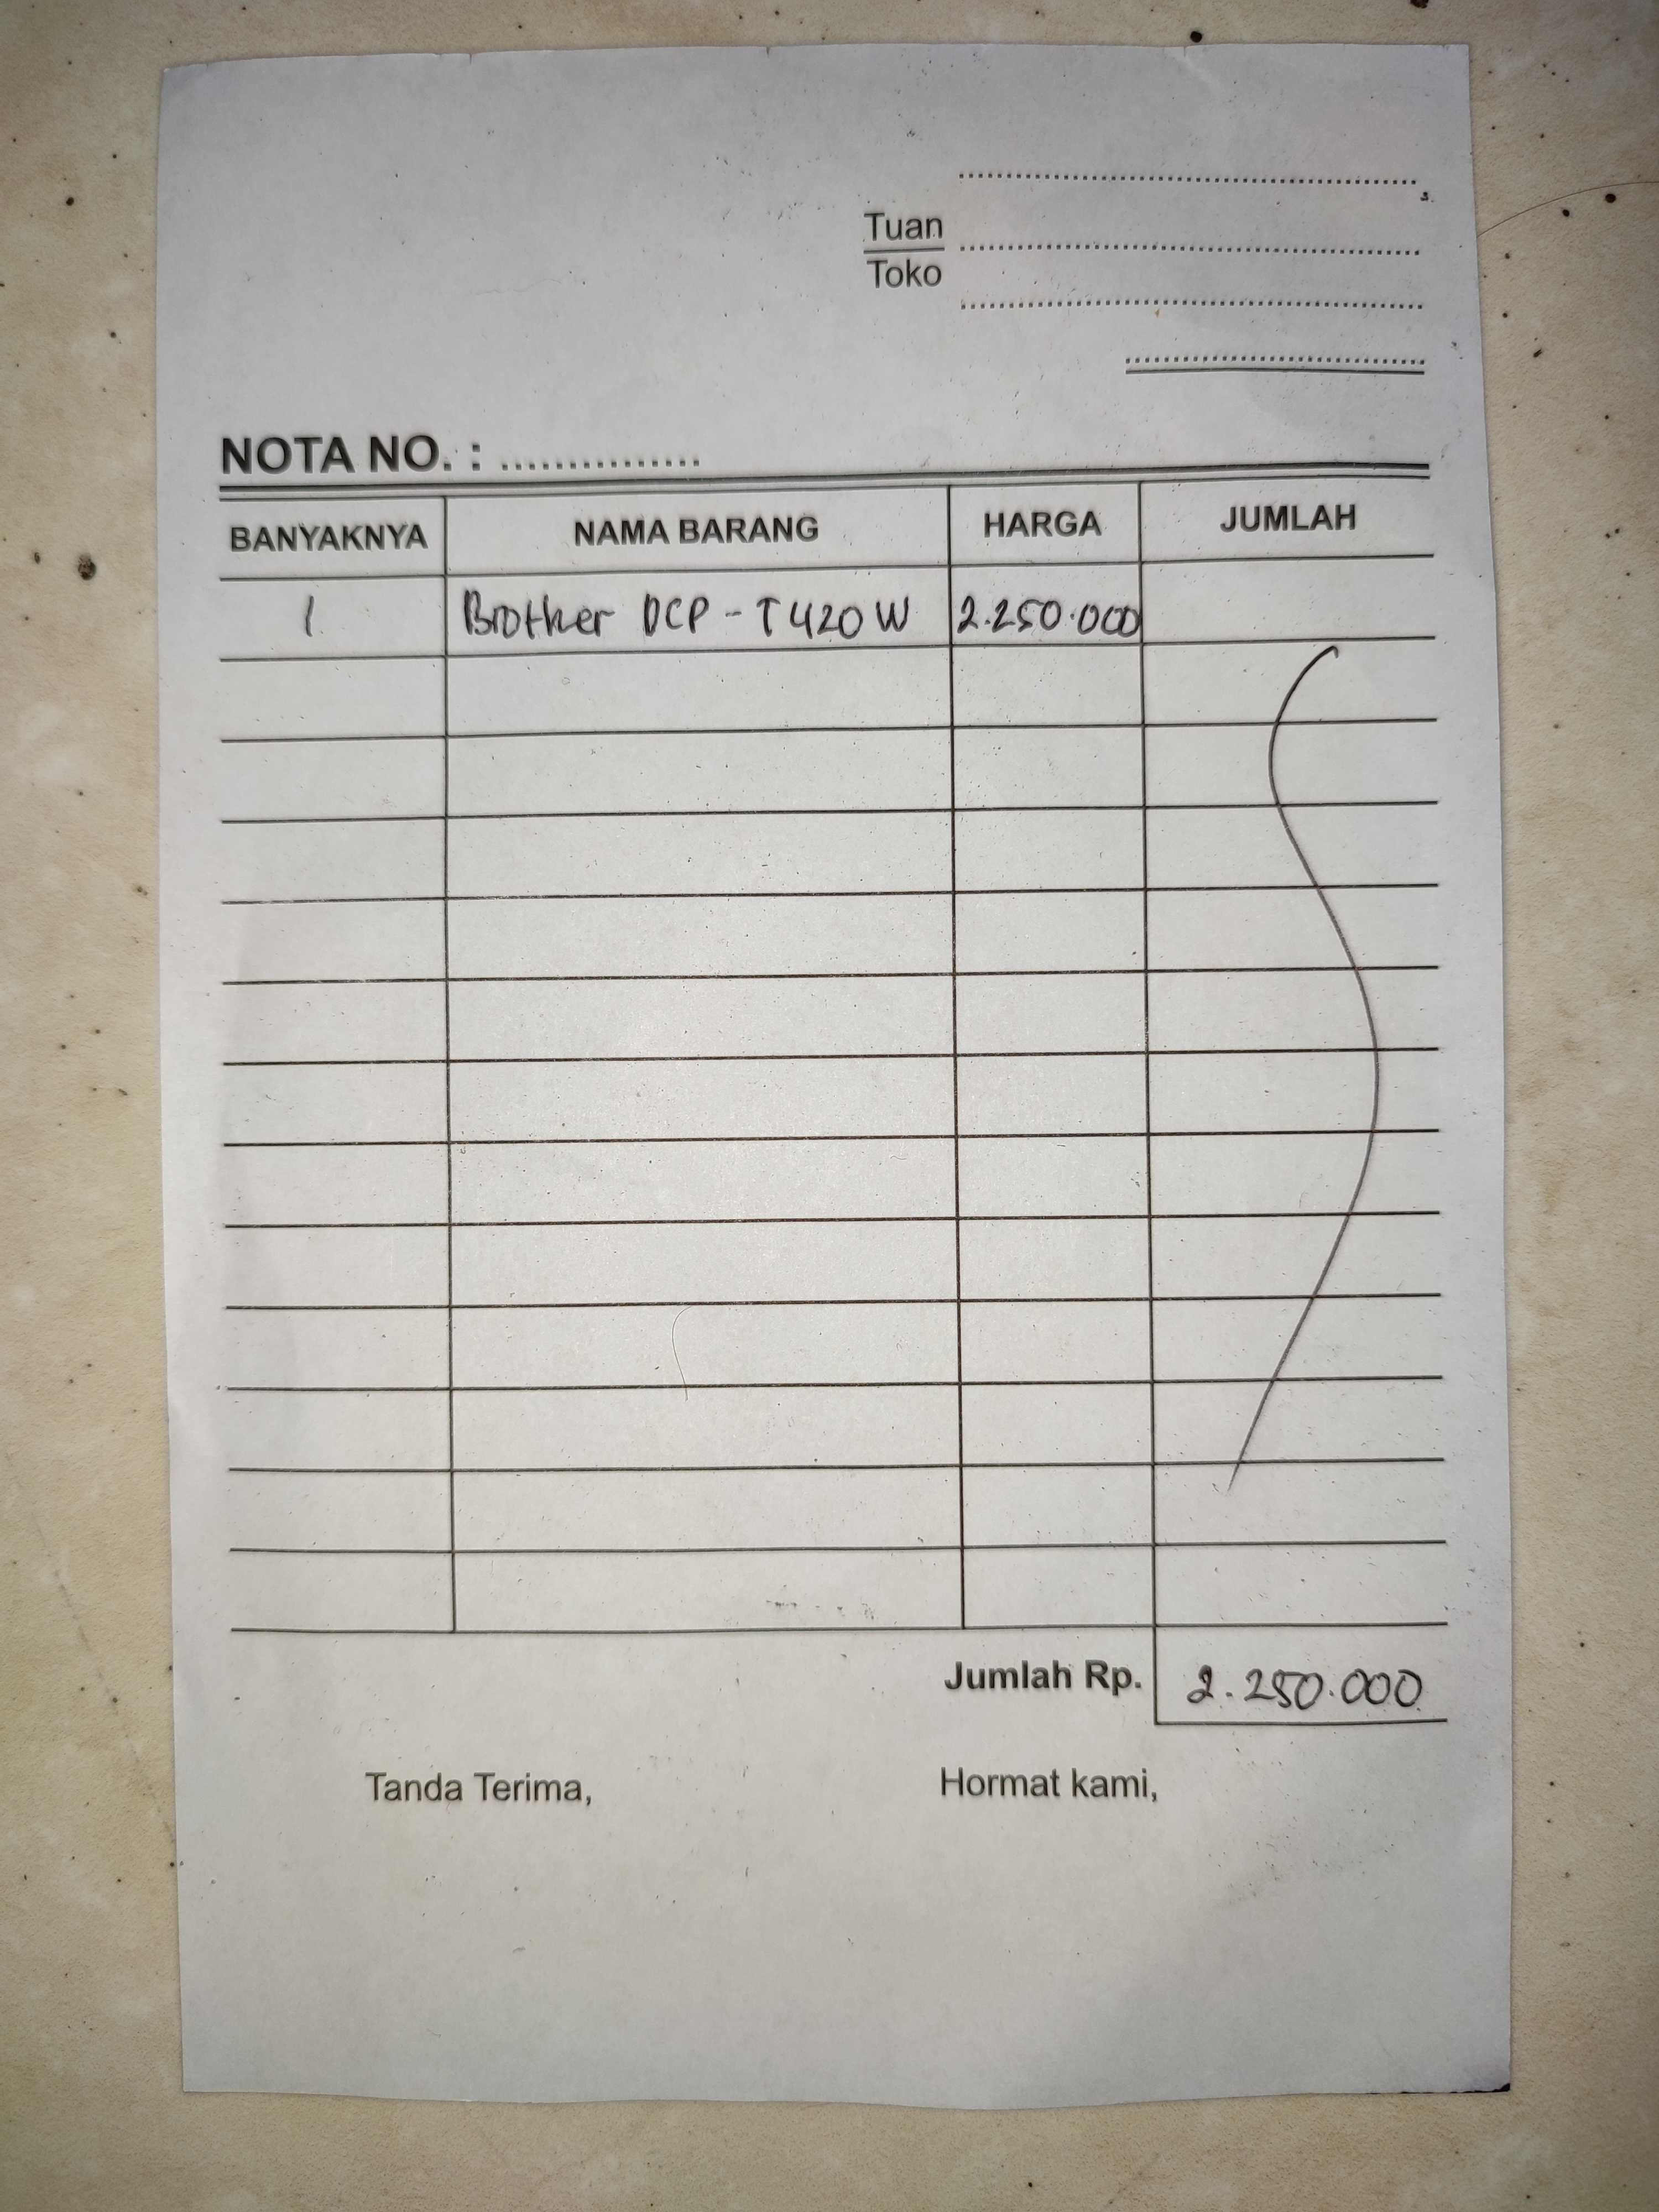 Tuan
Toko
NOTA NO. : ...............
BANYAKNYA NAMA BARANG HARGA JUMLAH
1 Brother DCP - T420W 2.250.000
Jumlah Rp. 2.250.000
Tanda Terima, Hormat kami,